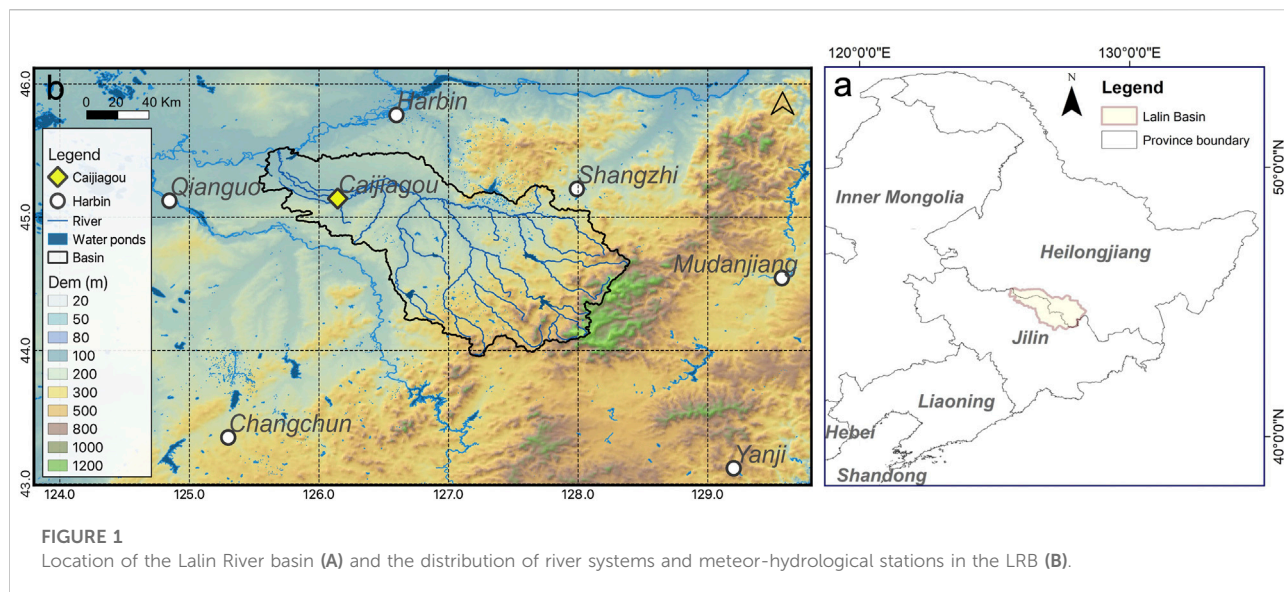 b
0 20 40 Km
Harbin
Qianguo
Caijiagou
Shangzhi
Mudanjiang
Changchun
Yanji
Legend
Caijiagou
Harbin
River
Water ponds
Basin
Dem (m)
20
50
80
100
200
300
500
800
1000
1200
46.0
45.0
44.0
43.0
124.0 125.0 126.0 127.0 128.0 129.0
120°0'0"E 130°0'0"E
a
N
Legend
Lalin Basin
Province boundary
50°0'0"N
40°0'0"N
Inner Mongolia
Heilongjiang
Jilin
Liaoning
Hebei
Shandong
FIGURE 1
Location of the Lalin River basin (A) and the distribution of river systems and meteor-hydrological stations in the LRB (B).